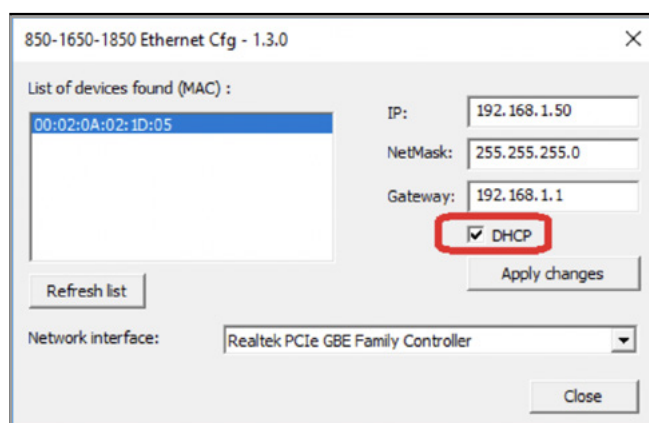 850-1650-1850 Ethernet Cfg - 1.3.0
List of devices found (MAC) :
00:02:0A:02:1D:05
IP: 192.168.1.50
NetMask: 255.255.255.0
Gateway: 192.168.1.1
DHCP
Apply changes
Refresh list
Network interface: Realtek PCIe GBE Family Controller
Close